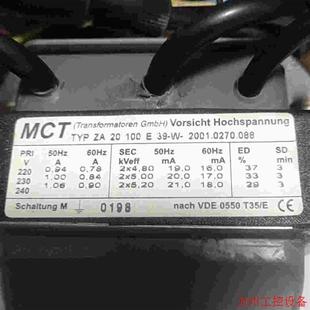 MCT (Transformatoren GmbH) Vorsicht Hochspannung
TYP ZA 20 100 E 39-W- 2001.0270.088
PRI 50Hz 60Hz SEC 50Hz 60Hz ED SD
V A A kVeff mA mA % min
220 0,94 0,78 2x4,80 19,0 16,0 37 3
230 1,00 0,84 2x5,00 20,0 17,0 33 3
240 1,06 0,90 2x5,20 21,0 18,0 29 3
Schaltung M 0198 nach VDE 0550 T35/E